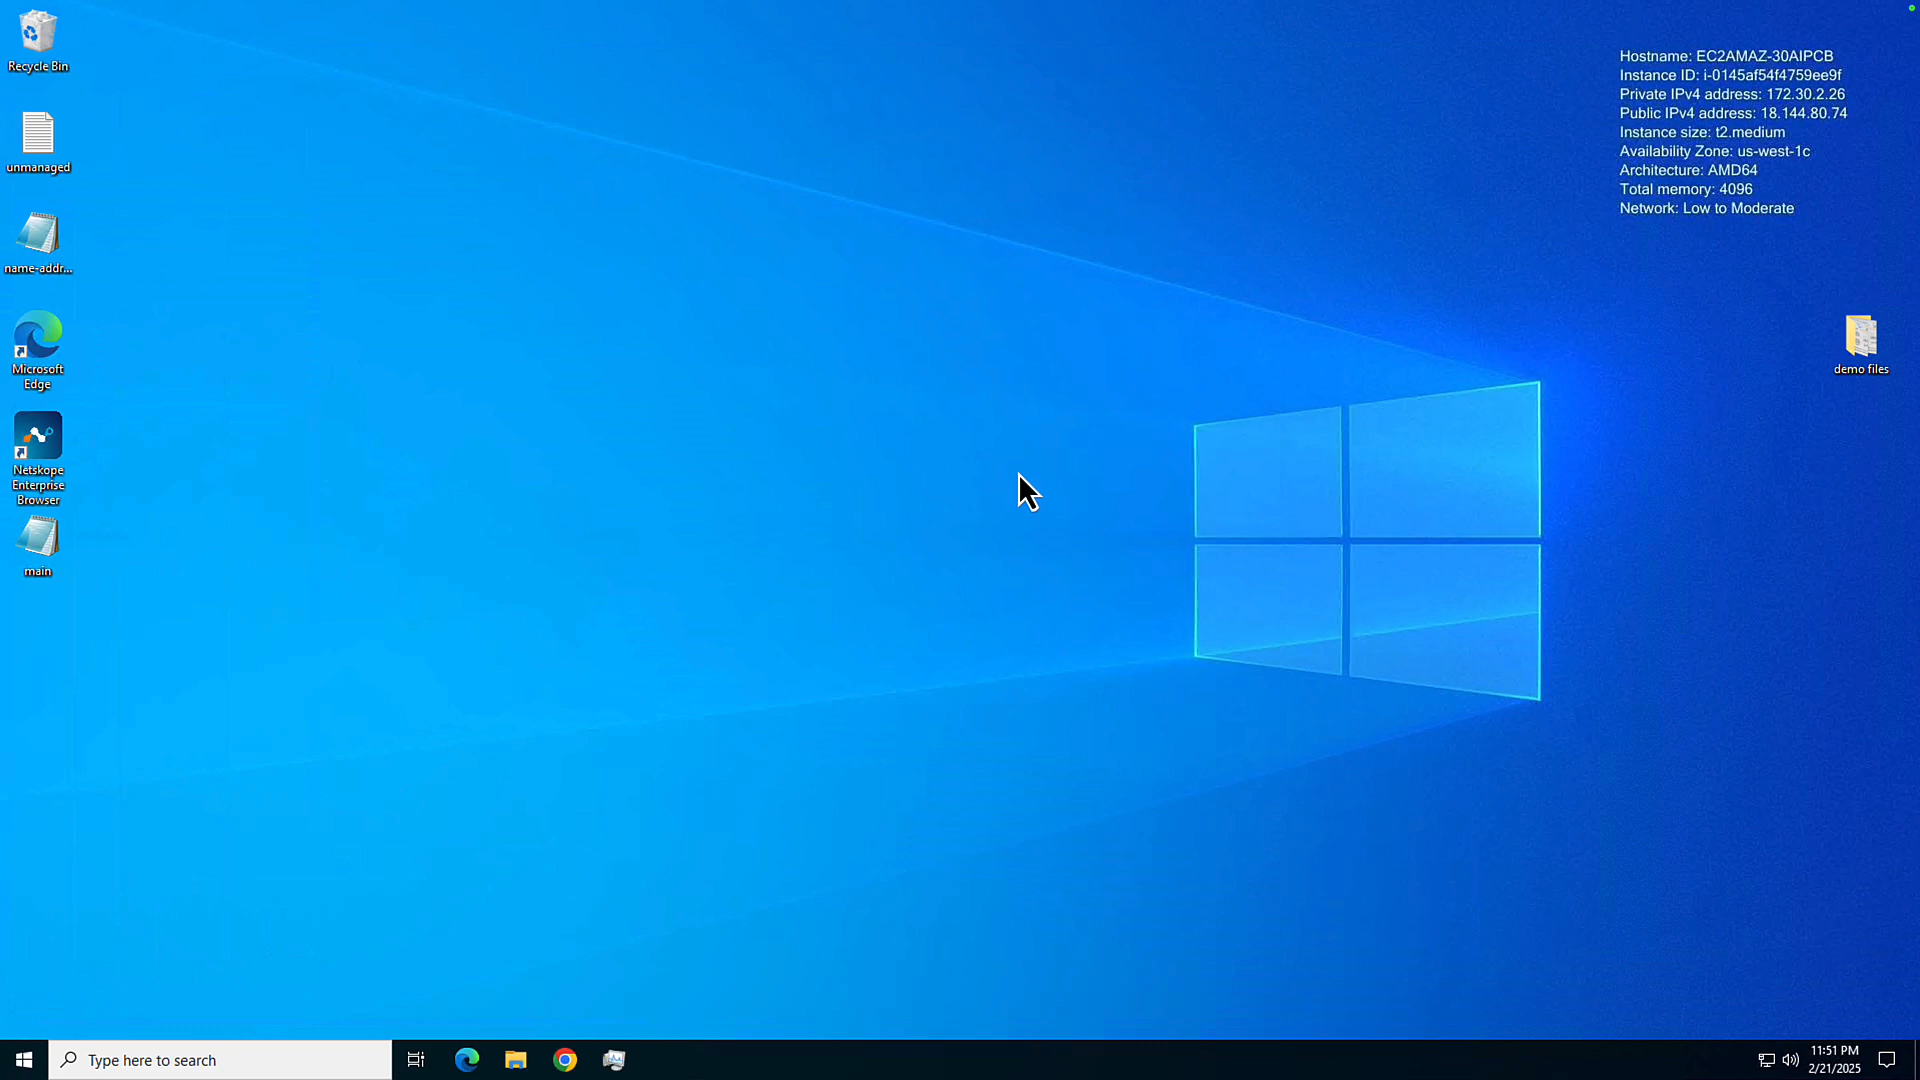 Recycle Bin
unmanaged
name-addr...
Microsoft
Edge
Netskope
Enterprise
Browser
main
Hostname: EC2AMAZ-30AIPCB
Instance ID: i-0145af54f4759ee9f
Private IPv4 address: 172.30.2.26
Public IPv4 address: 18.144.80.74
Instance size: t2.medium
Availability Zone: us-west-1c
Architecture: AMD64
Total memory: 4096
Network: Low to Moderate
demo files
Type here to search
11:51 PM
2/21/2025